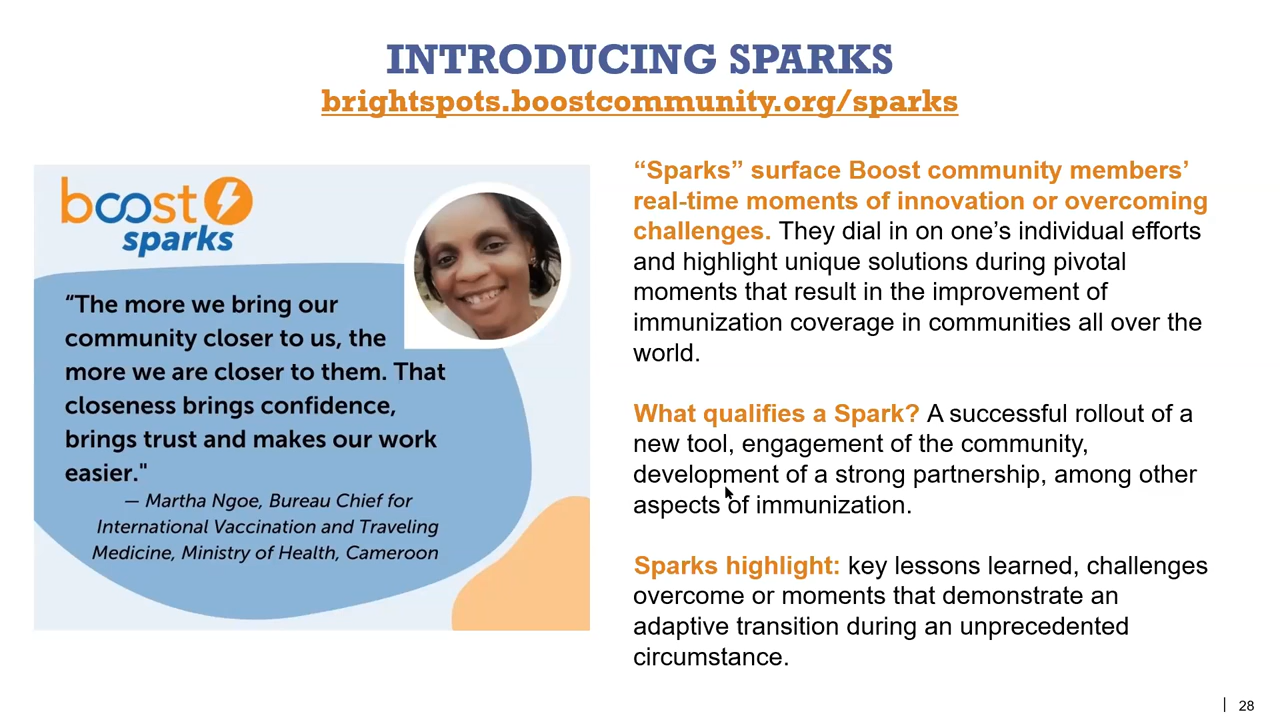 INTRODUCING SPARKS
brightspots.boostcommunity.org/sparks
boost
sparks
“The more we bring our
community closer to us, the
more we are closer to them. That
closeness brings confidence,
brings trust and makes our work
easier."
— Martha Ngoe, Bureau Chief for
International Vaccination and Traveling
Medicine, Ministry of Health, Cameroon
“Sparks” surface Boost community members’
real-time moments of innovation or overcoming
challenges. They dial in on one’s individual efforts
and highlight unique solutions during pivotal
moments that result in the improvement of
immunization coverage in communities all over the
world.
What qualifies a Spark? A successful rollout of a
new tool, engagement of the community,
development of a strong partnership, among other
aspects of immunization.
Sparks highlight: key lessons learned, challenges
overcome or moments that demonstrate an
adaptive transition during an unprecedented
circumstance.
| 28